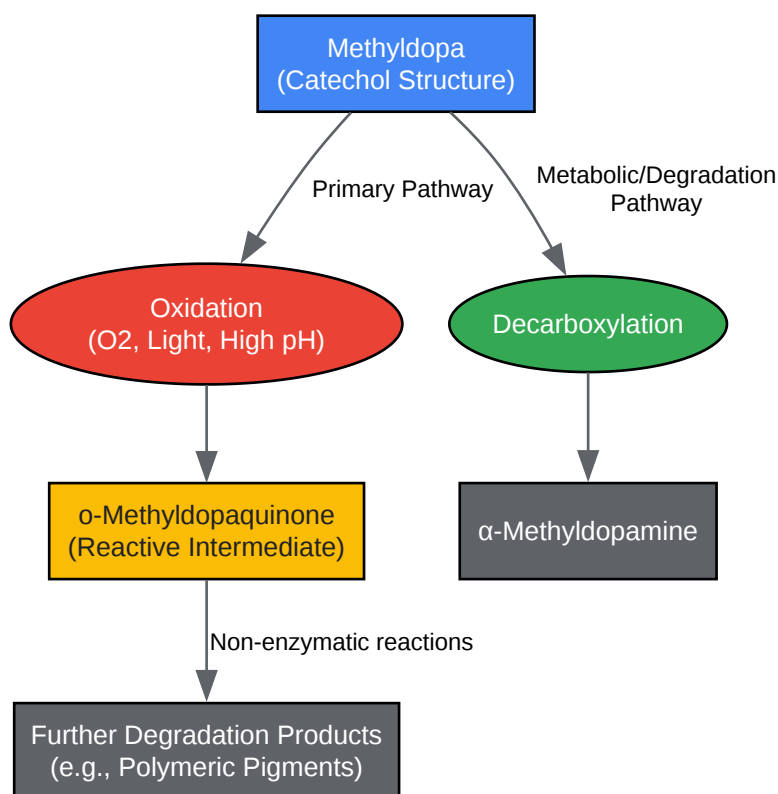 Methyldopa
(Catechol Structure)
Primary Pathway
Metabolic/Degradation
Pathway
Oxidation
(O2, Light, High pH)
Decarboxylation
o-Methyldopaquinone
(Reactive Intermediate)
α-Methyldopamine
Non-enzymatic reactions
Further Degradation Products
(e.g., Polymeric Pigments)